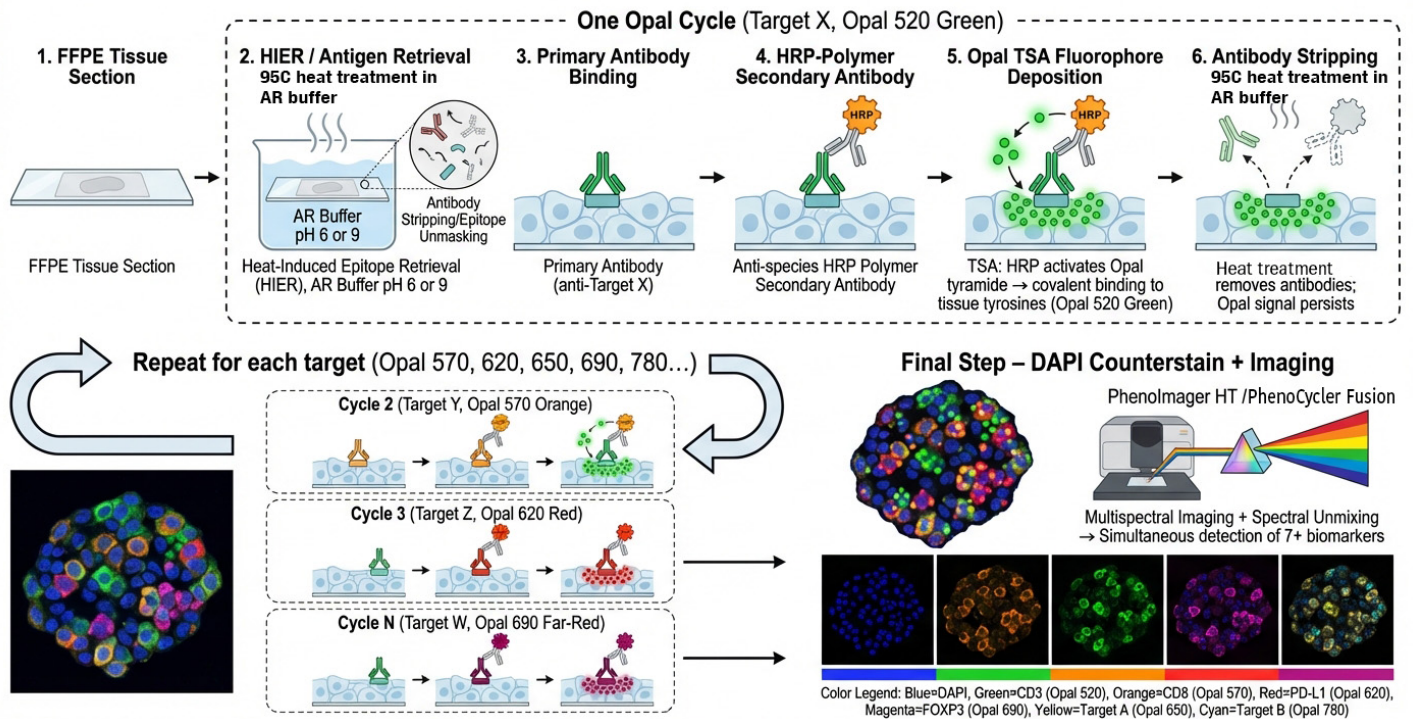 One Opal Cycle (Target X, Opal 520 Green)
1. FFPE Tissue
Section
FFPE Tissue Section
2. HIER / Antigen Retrieval
95C heat treatment in
AR buffer
AR Buffer
pH 6 or 9
Antibody
Stripping/Epitope
Unmasking
Heat-Induced Epitope Retrieval
(HIER), AR Buffer pH 6 or 9
3. Primary Antibody
Binding
Primary Antibody
(anti-Target X)
4. HRP-Polymer
Secondary Antibody
HRP
Anti-species HRP Polymer
Secondary Antibody
5. Opal TSA Fluorophore
Deposition
HRP
TSA: HRP activates Opal
tyramide → covalent binding to
tissue tyrosines (Opal 520 Green)
6. Antibody Stripping
95C heat treatment in
AR buffer
Heat treatment
removes antibodies;
Opal signal persists
Repeat for each target (Opal 570, 620, 650, 690, 780…)
Cycle 2 (Target Y, Opal 570 Orange)
Cycle 3 (Target Z, Opal 620 Red)
Cycle N (Target W, Opal 690 Far-Red)
Final Step – DAPI Counterstain + Imaging
PhenoImager HT /PhenoCycler Fusion
Multispectral Imaging + Spectral Unmixing
→ Simultaneous detection of 7+ biomarkers
Color Legend: Blue=DAPI, Green=CD3 (Opal 520), Orange=CD8 (Opal 570), Red=PD-L1 (Opal 620),
Magenta=FOXP3 (Opal 690), Yellow=Target A (Opal 650), Cyan=Target B (Opal 780)